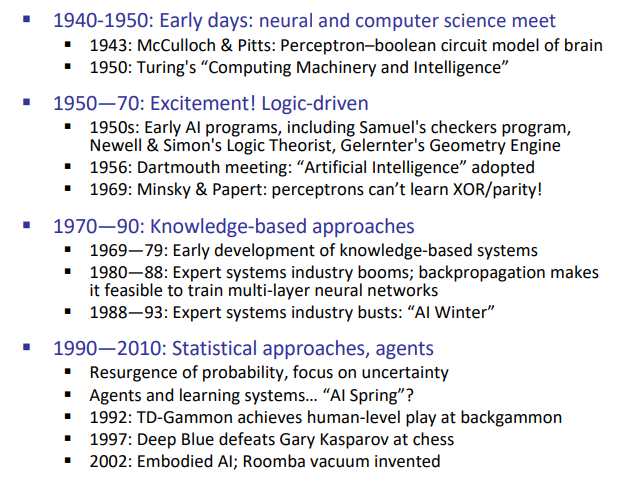 ▪ 1940-1950: Early days: neural and computer science meet
▪ 1943: McCulloch & Pitts: Perceptron–boolean circuit model of brain
▪ 1950: Turing's “Computing Machinery and Intelligence”
▪ 1950—70: Excitement! Logic-driven
▪ 1950s: Early AI programs, including Samuel's checkers program,
Newell & Simon's Logic Theorist, Gelernter's Geometry Engine
▪ 1956: Dartmouth meeting: “Artificial Intelligence” adopted
▪ 1969: Minsky & Papert: perceptrons can’t learn XOR/parity!
▪ 1970—90: Knowledge-based approaches
▪ 1969—79: Early development of knowledge-based systems
▪ 1980—88: Expert systems industry booms; backpropagation makes
it feasible to train multi-layer neural networks
▪ 1988—93: Expert systems industry busts: “AI Winter”
▪ 1990—2010: Statistical approaches, agents
▪ Resurgence of probability, focus on uncertainty
▪ Agents and learning systems… “AI Spring”?
▪ 1992: TD-Gammon achieves human-level play at backgammon
▪ 1997: Deep Blue defeats Gary Kasparov at chess
▪ 2002: Embodied AI; Roomba vacuum invented